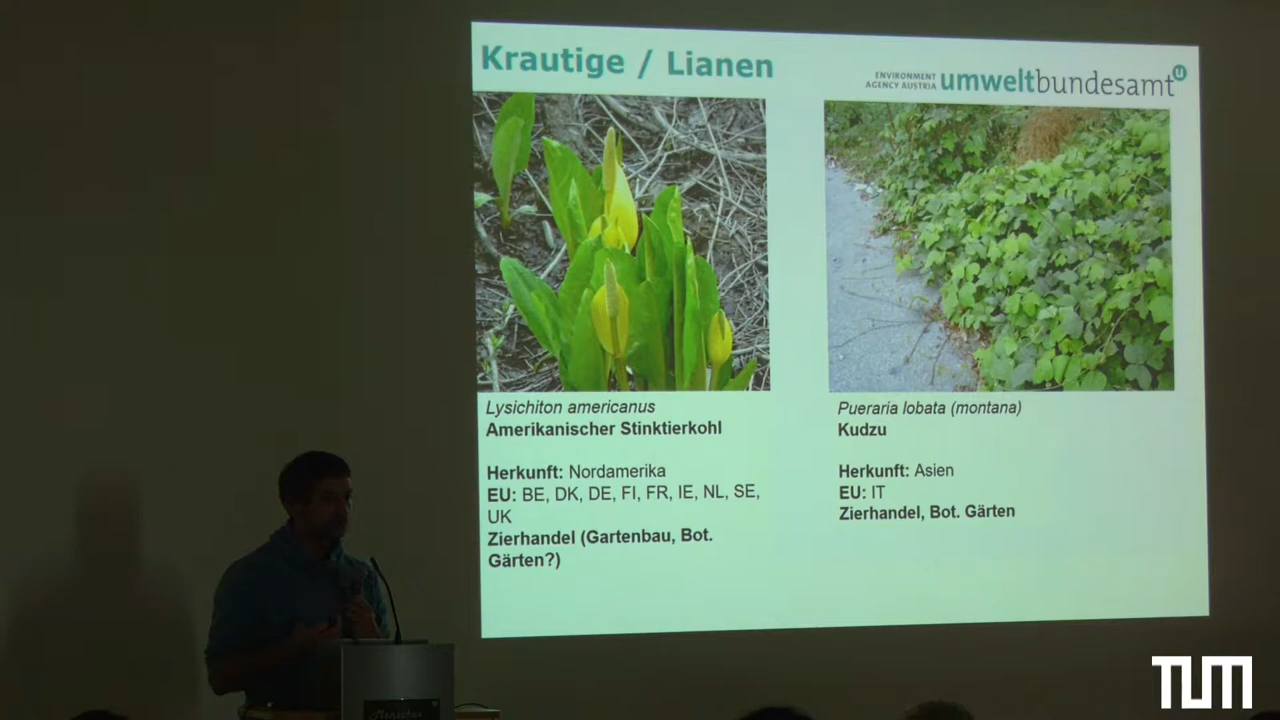 Krautige / Lianen
ENVIRONMENT
AGENCY AUSTRIA umweltbundesamt
u
Lysichiton americanus
Amerikanischer Stinktierkohl
Herkunft: Nordamerika
EU: BE, DK, DE, FI, FR, IE, NL, SE,
UK
Zierhandel (Gartenbau, Bot.
Gärten?)
Pueraria lobata (montana)
Kudzu
Herkunft: Asien
EU: IT
Zierhandel, Bot. Gärten
TUM